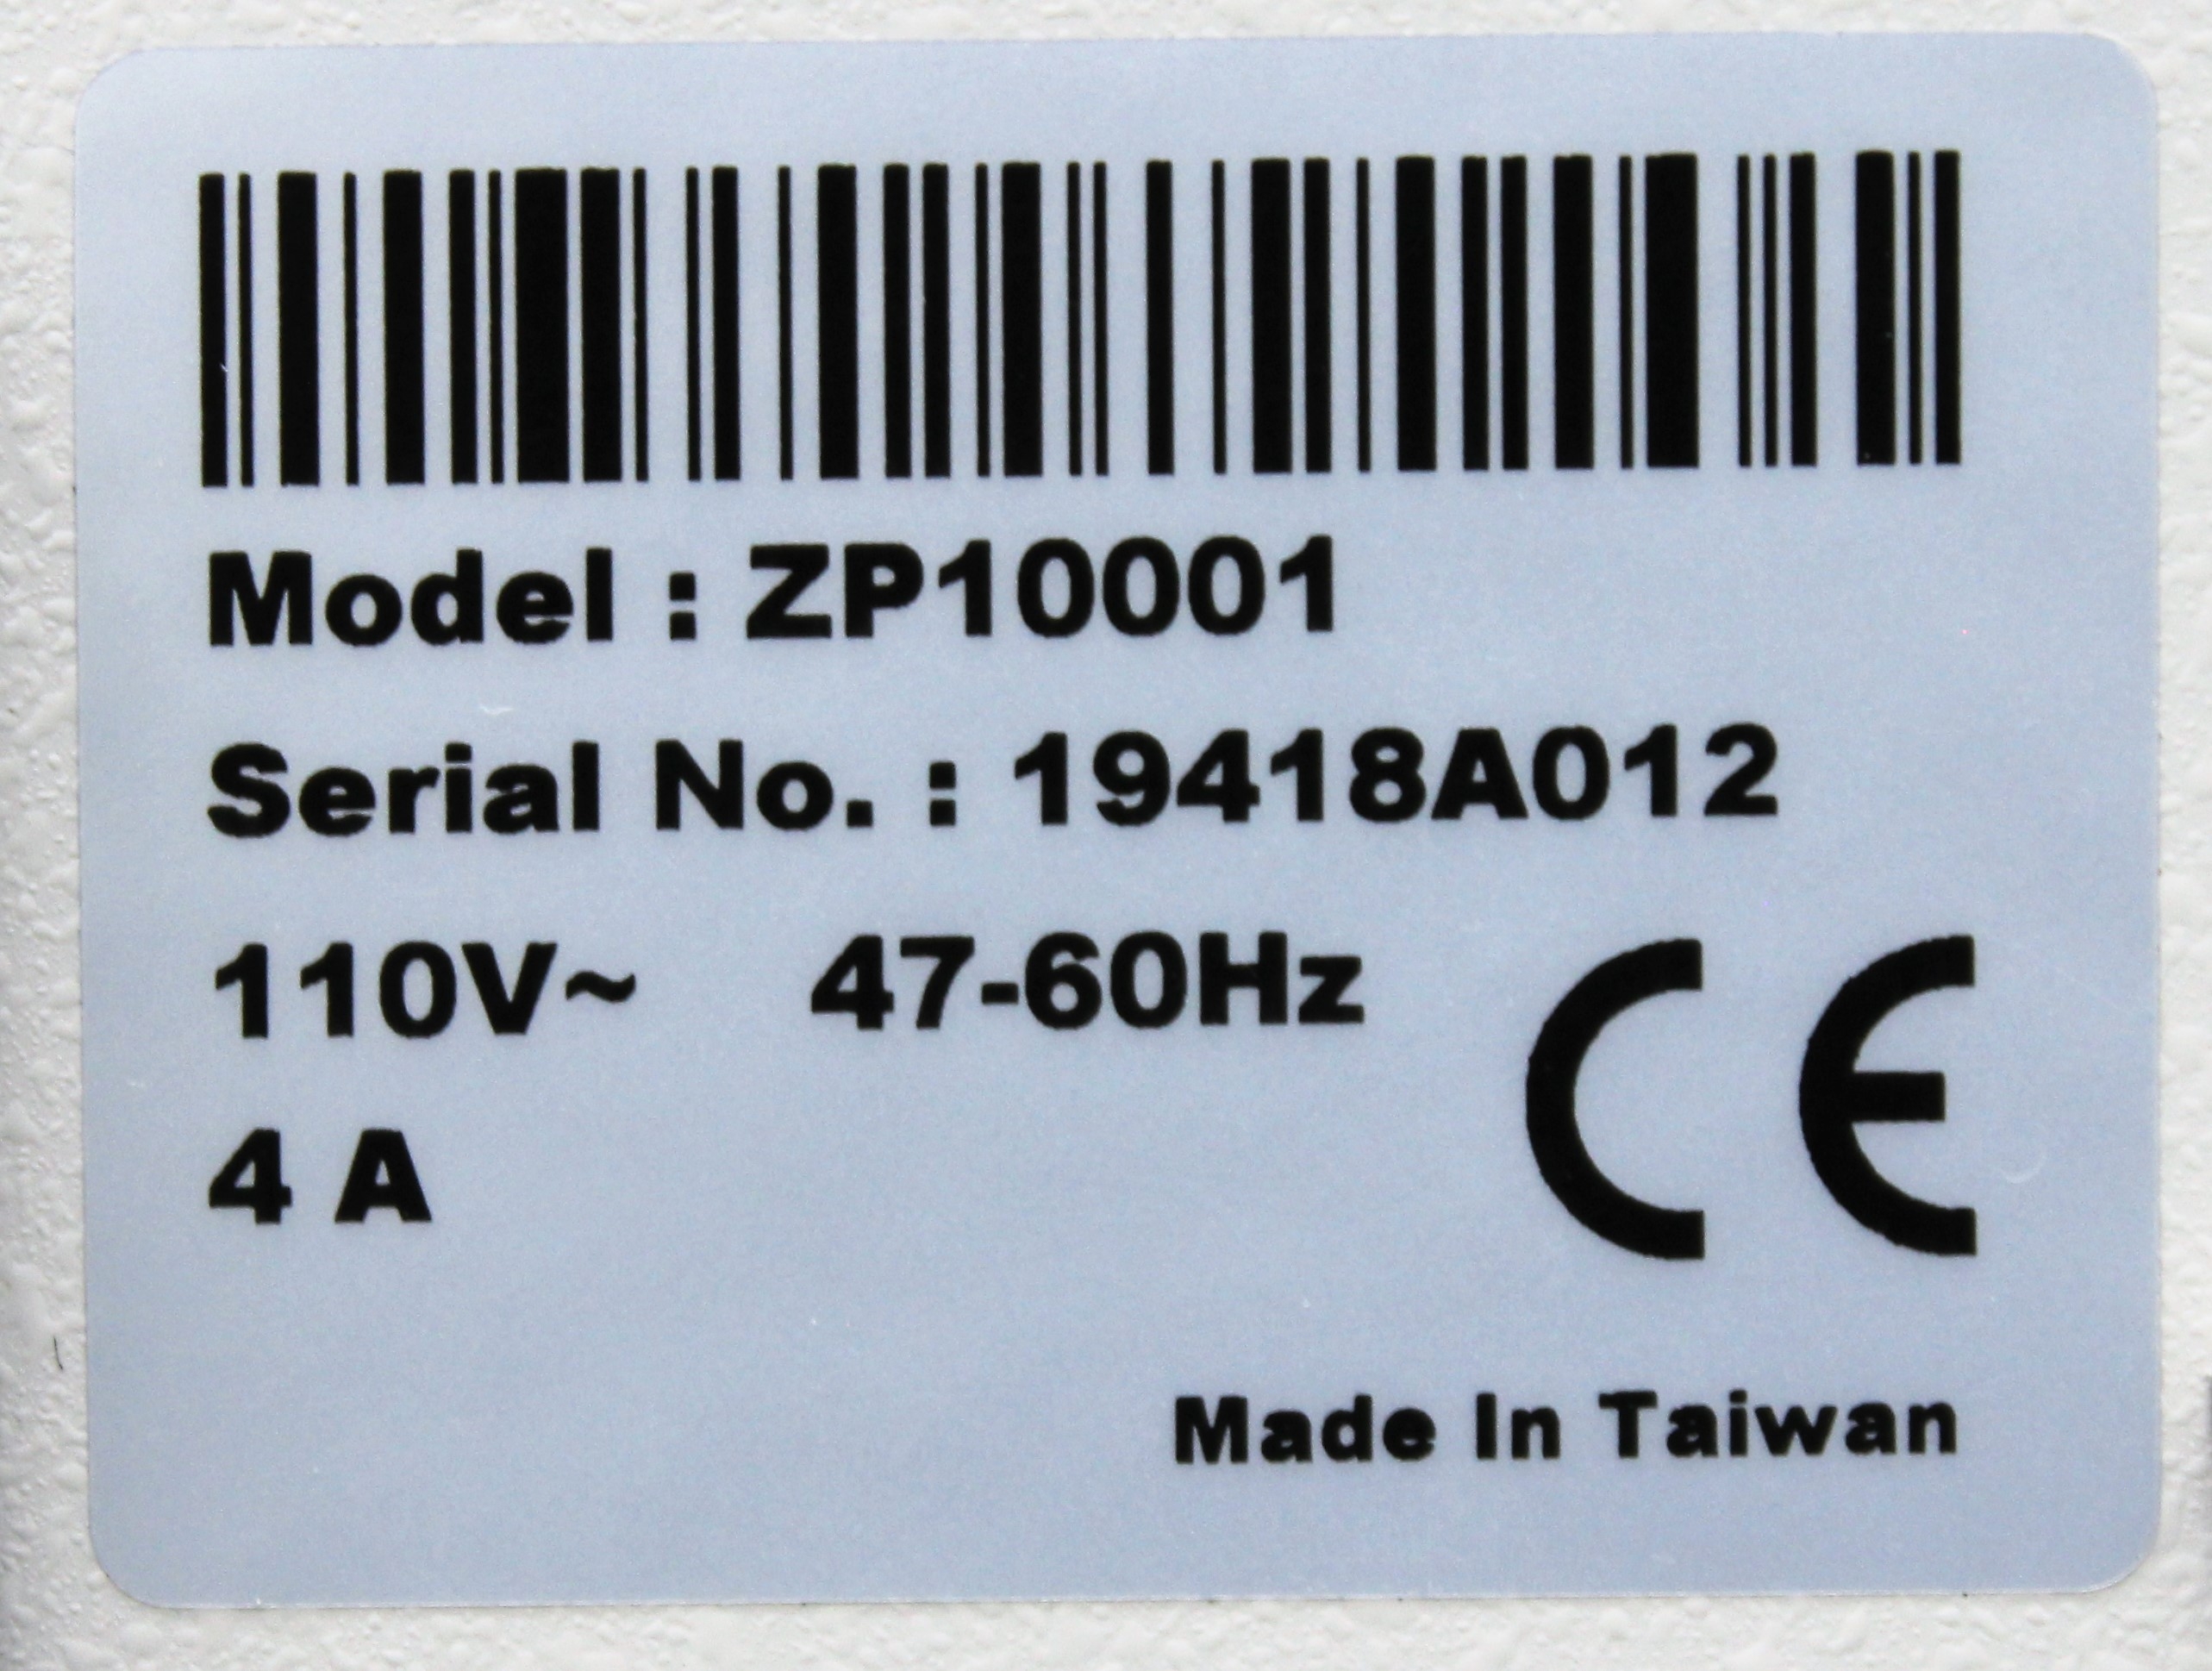 Model : ZP10001
Serial No. : 19418A012
110V~ 47-60Hz
4 A
CE
Made In Taiwan